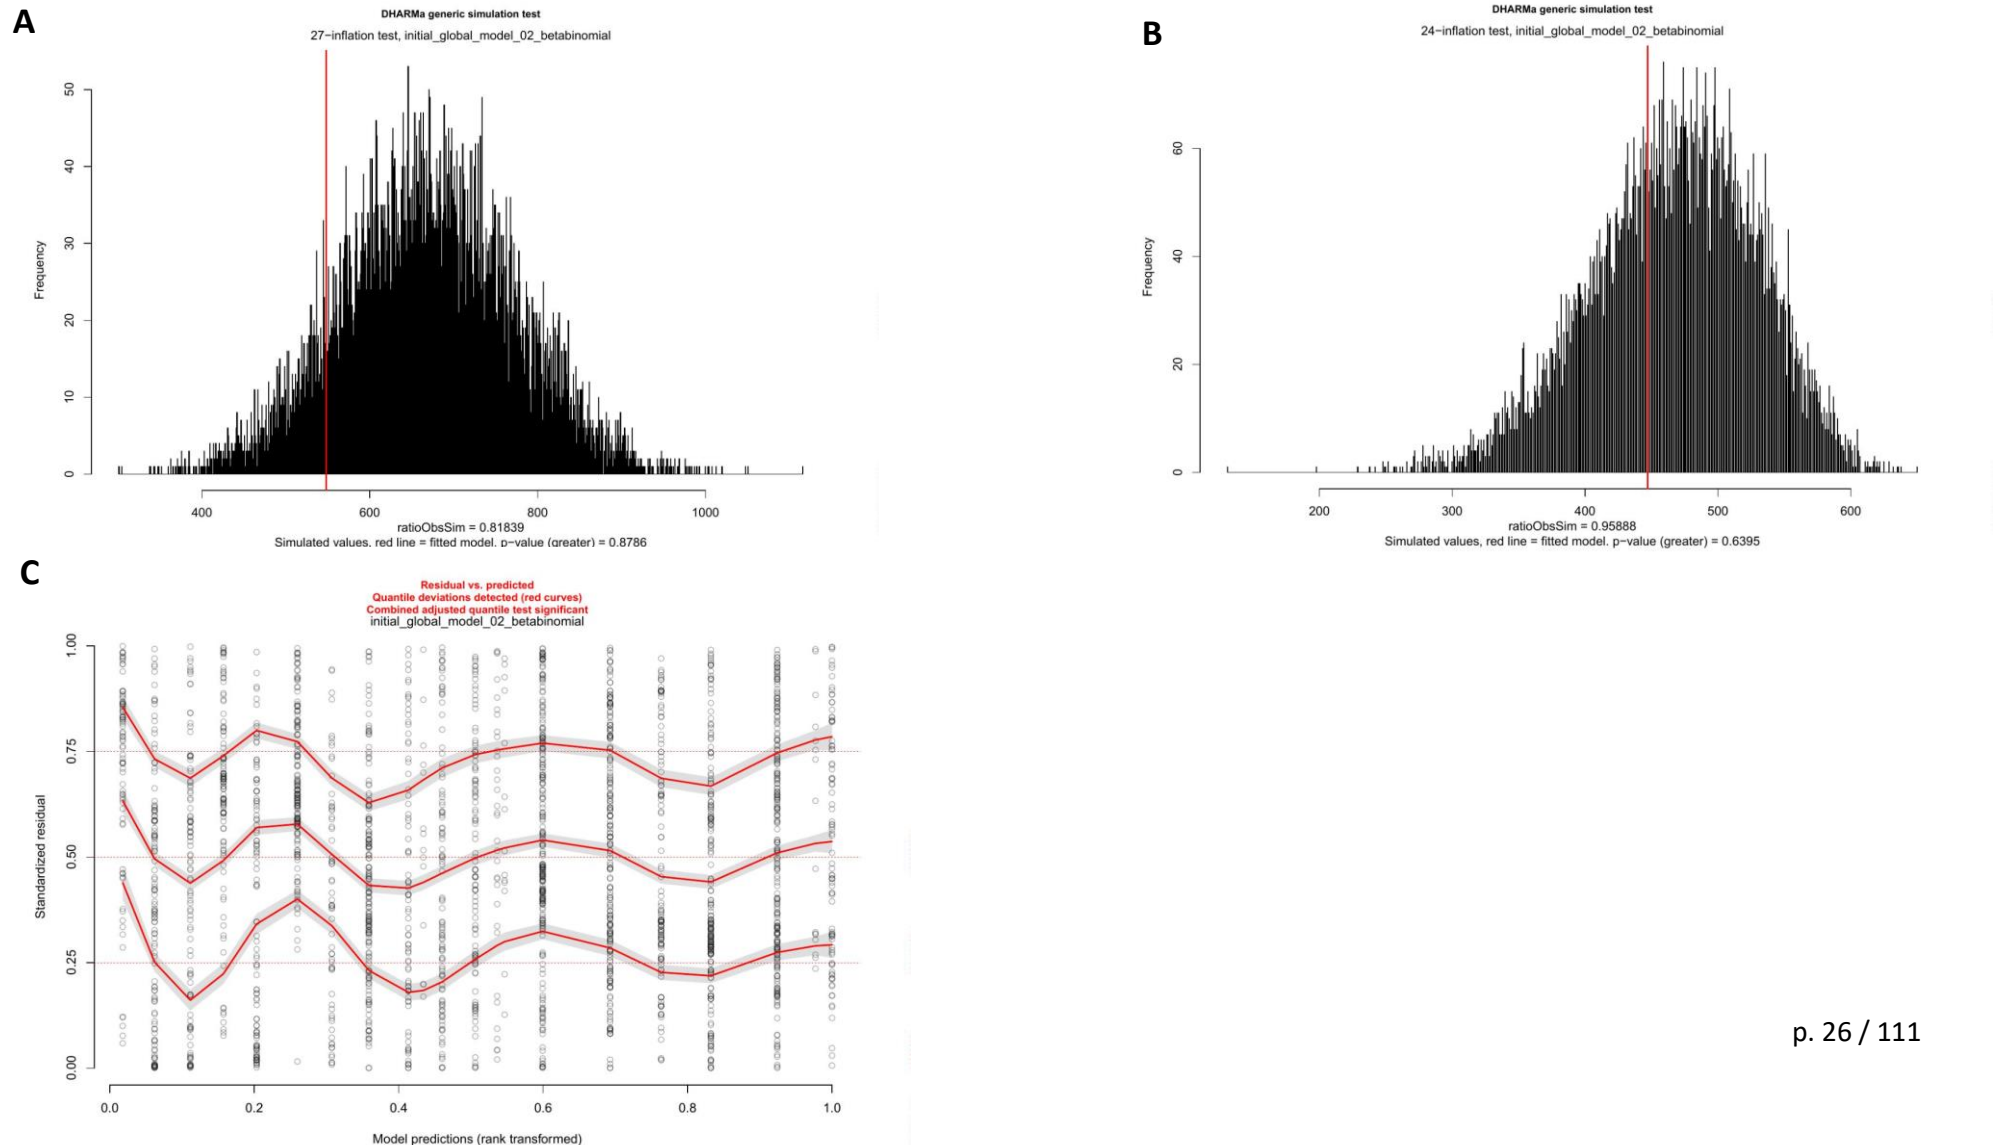 A
DHARMa generic simulation test
27−inflation test, initial_global_model_02_betabinomial
Frequency
0
10
20
30
40
50
400
600
800
1000
ratioObsSim = 0.81839
Simulated values, red line = fitted model. p−value (greater) = 0.8786
B
DHARMa generic simulation test
24−inflation test, initial_global_model_02_betabinomial
Frequency
0
20
40
60
200
300
400
500
600
ratioObsSim = 0.95888
Simulated values, red line = fitted model. p−value (greater) = 0.6395
C
Residual vs. predicted
Quantile deviations detected (red curves)
Combined adjusted quantile test significant
initial_global_model_02_betabinomial
Standardized residual
0.00
0.25
0.50
0.75
1.00
0.0
0.2
0.4
0.6
0.8
1.0
Model predictions (rank transformed)
p. 26 / 111